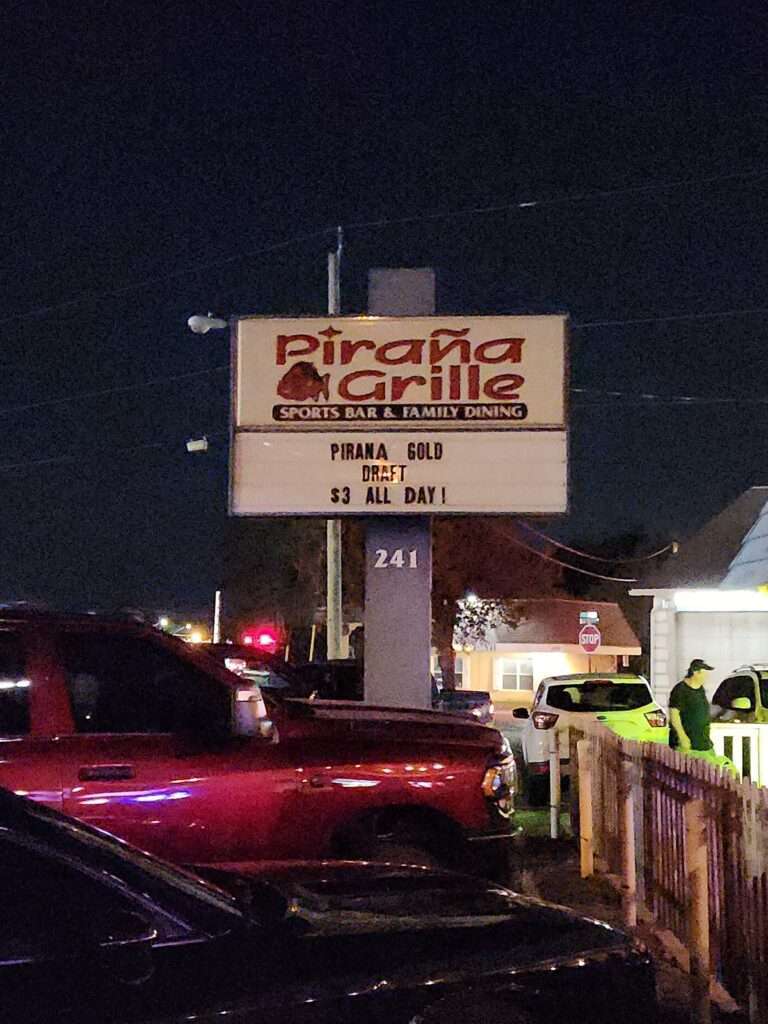 Piraña
Grille
SPORTS BAR & FAMILY DINING
PIRANA GOLD
DRAFT
$3 ALL DAY!
241
STOP